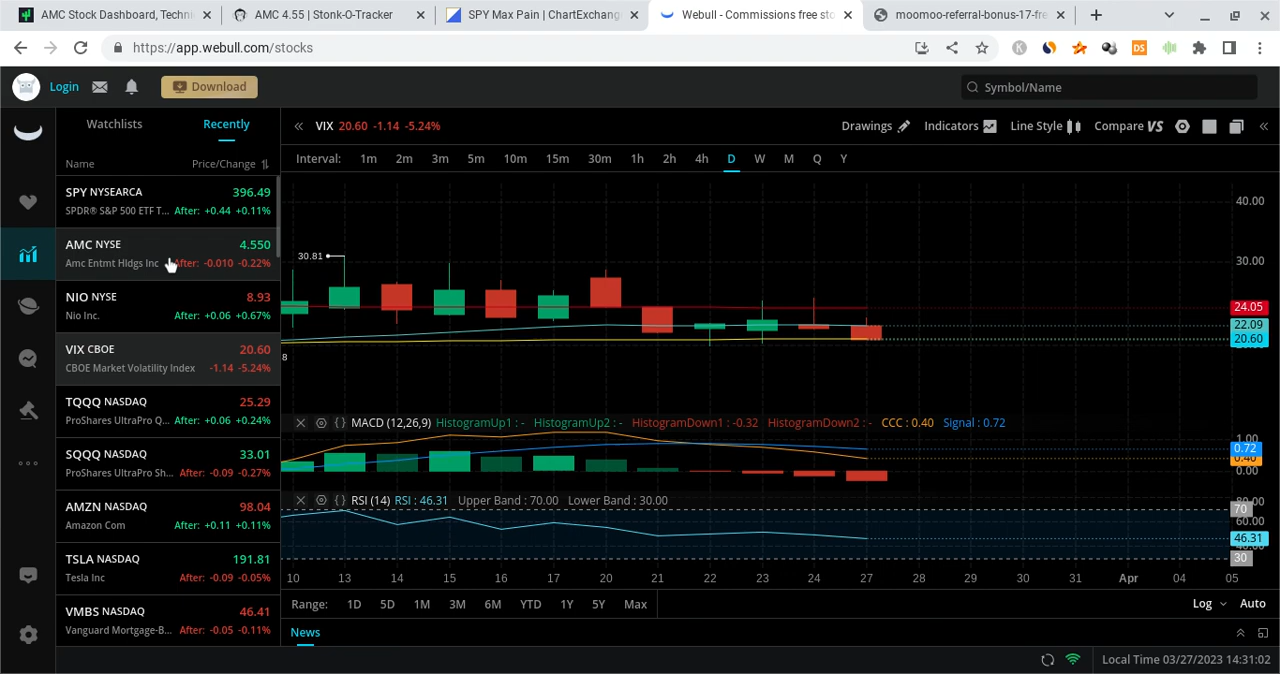 AMC Stock Dashboard, Techni
AMC 4.55 | Stonk-O-Tracker
SPY Max Pain | ChartExchang
Webull - Commissions free sto
moomoo-referral-bonus-17-fre
https://app.webull.com/stocks
K
DS
Login
Download
Symbol/Name
Watchlists
Recently
« VIX 20.60 -1.14 -5.24%
Drawings
Indicators
Line Style
Compare VS
«
Name
Price/Change
Interval: 1m 2m 3m 5m 10m 15m 30m 1h 2h 4h D W M Q Y
SPY NYSEARCA 396.49
SPDR® S&P 500 ETF T... After: +0.44 +0.11%
AMC NYSE 4.550
Amc Entmt Hldgs Inc After: -0.010 -0.22%
NIO NYSE 8.93
Nio Inc. After: +0.06 +0.67%
VIX CBOE 20.60
CBOE Market Volatility Index -1.14 -5.24%
TQQQ NASDAQ 25.29
ProShares UltraPro Q... After: +0.06 +0.24%
SQQQ NASDAQ 33.01
ProShares UltraPro Sh... After: -0.09 -0.27%
AMZN NASDAQ 98.04
Amazon Com After: +0.11 +0.11%
TSLA NASDAQ 191.81
Tesla Inc After: -0.09 -0.05%
VMBS NASDAQ 46.41
Vanguard Mortgage-B... After: -0.05 -0.11%
40.00
30.81
30.00
24.05
22.09
20.60
8
MACD (12,26,9) HistogramUp1 : - HistogramUp2 : - HistogramDown1 : -0.32 HistogramDown2 : - CCC : 0.40 Signal : 0.72
1.00
0.72
0.40
0.00
RSI (14) RSI : 46.31 Upper Band : 70.00 Lower Band : 30.00
80.00
70
60.00
46.31
40.00
30
10 13 14 15 16 17 20 21 22 23 24 27 28 29 30 31 Apr 04 05
Range: 1D 5D 1M 3M 6M YTD 1Y 5Y Max
Log
Auto
News
Local Time 03/27/2023 14:31:02